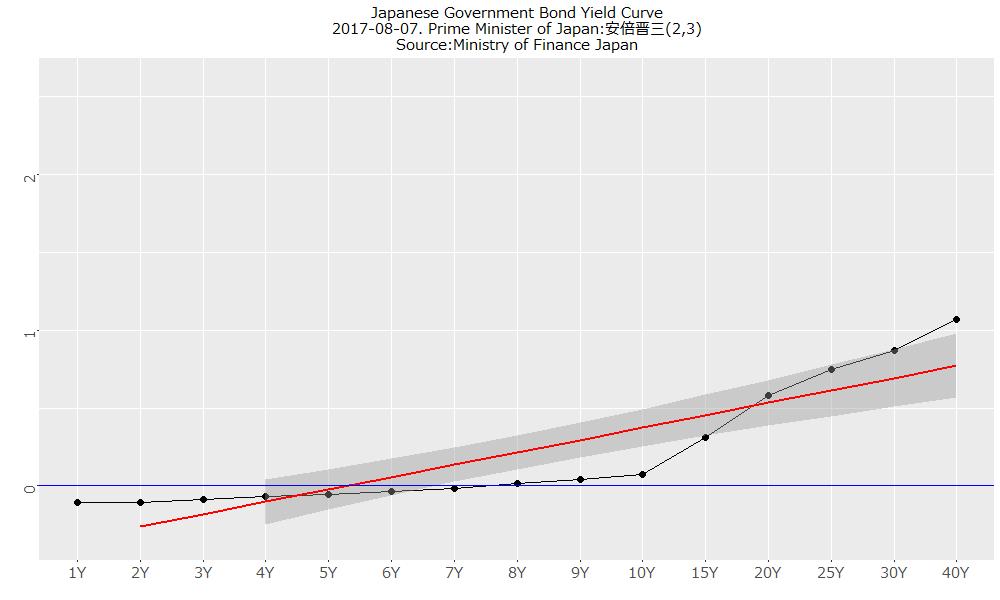 Japanese Government Bond Yield Curve
2017-08-07. Prime Minister of Japan:安倍晋三(2,3)
Source:Ministry of Finance Japan
2
1
0
1Y 2Y 3Y 4Y 5Y 6Y 7Y 8Y 9Y 10Y 15Y 20Y 25Y 30Y 40Y